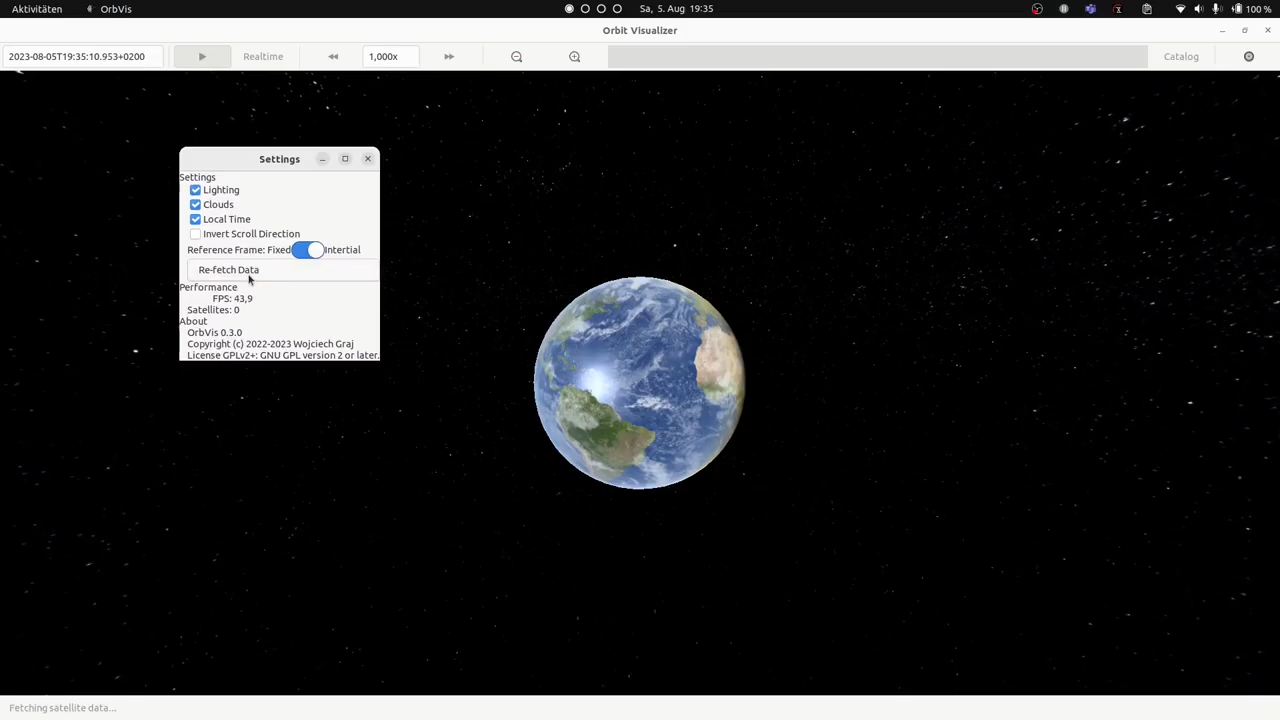 Aktivitäten OrbVis Sa, 5. Aug 19:35 100 %
Orbit Visualizer
2023-08-05T19:35:10.953+0200 Realtime 1,000x Catalog
Settings
Settings
Lighting
Clouds
Local Time
Invert Scroll Direction
Reference Frame: Fixed Intertial
Re-fetch Data
Performance
FPS: 43,9
Satellites: 0
About
OrbVis 0.3.0
Copyright (c) 2022-2023 Wojciech Graj
License GPLv2+: GNU GPL version 2 or later.
Fetching satellite data...